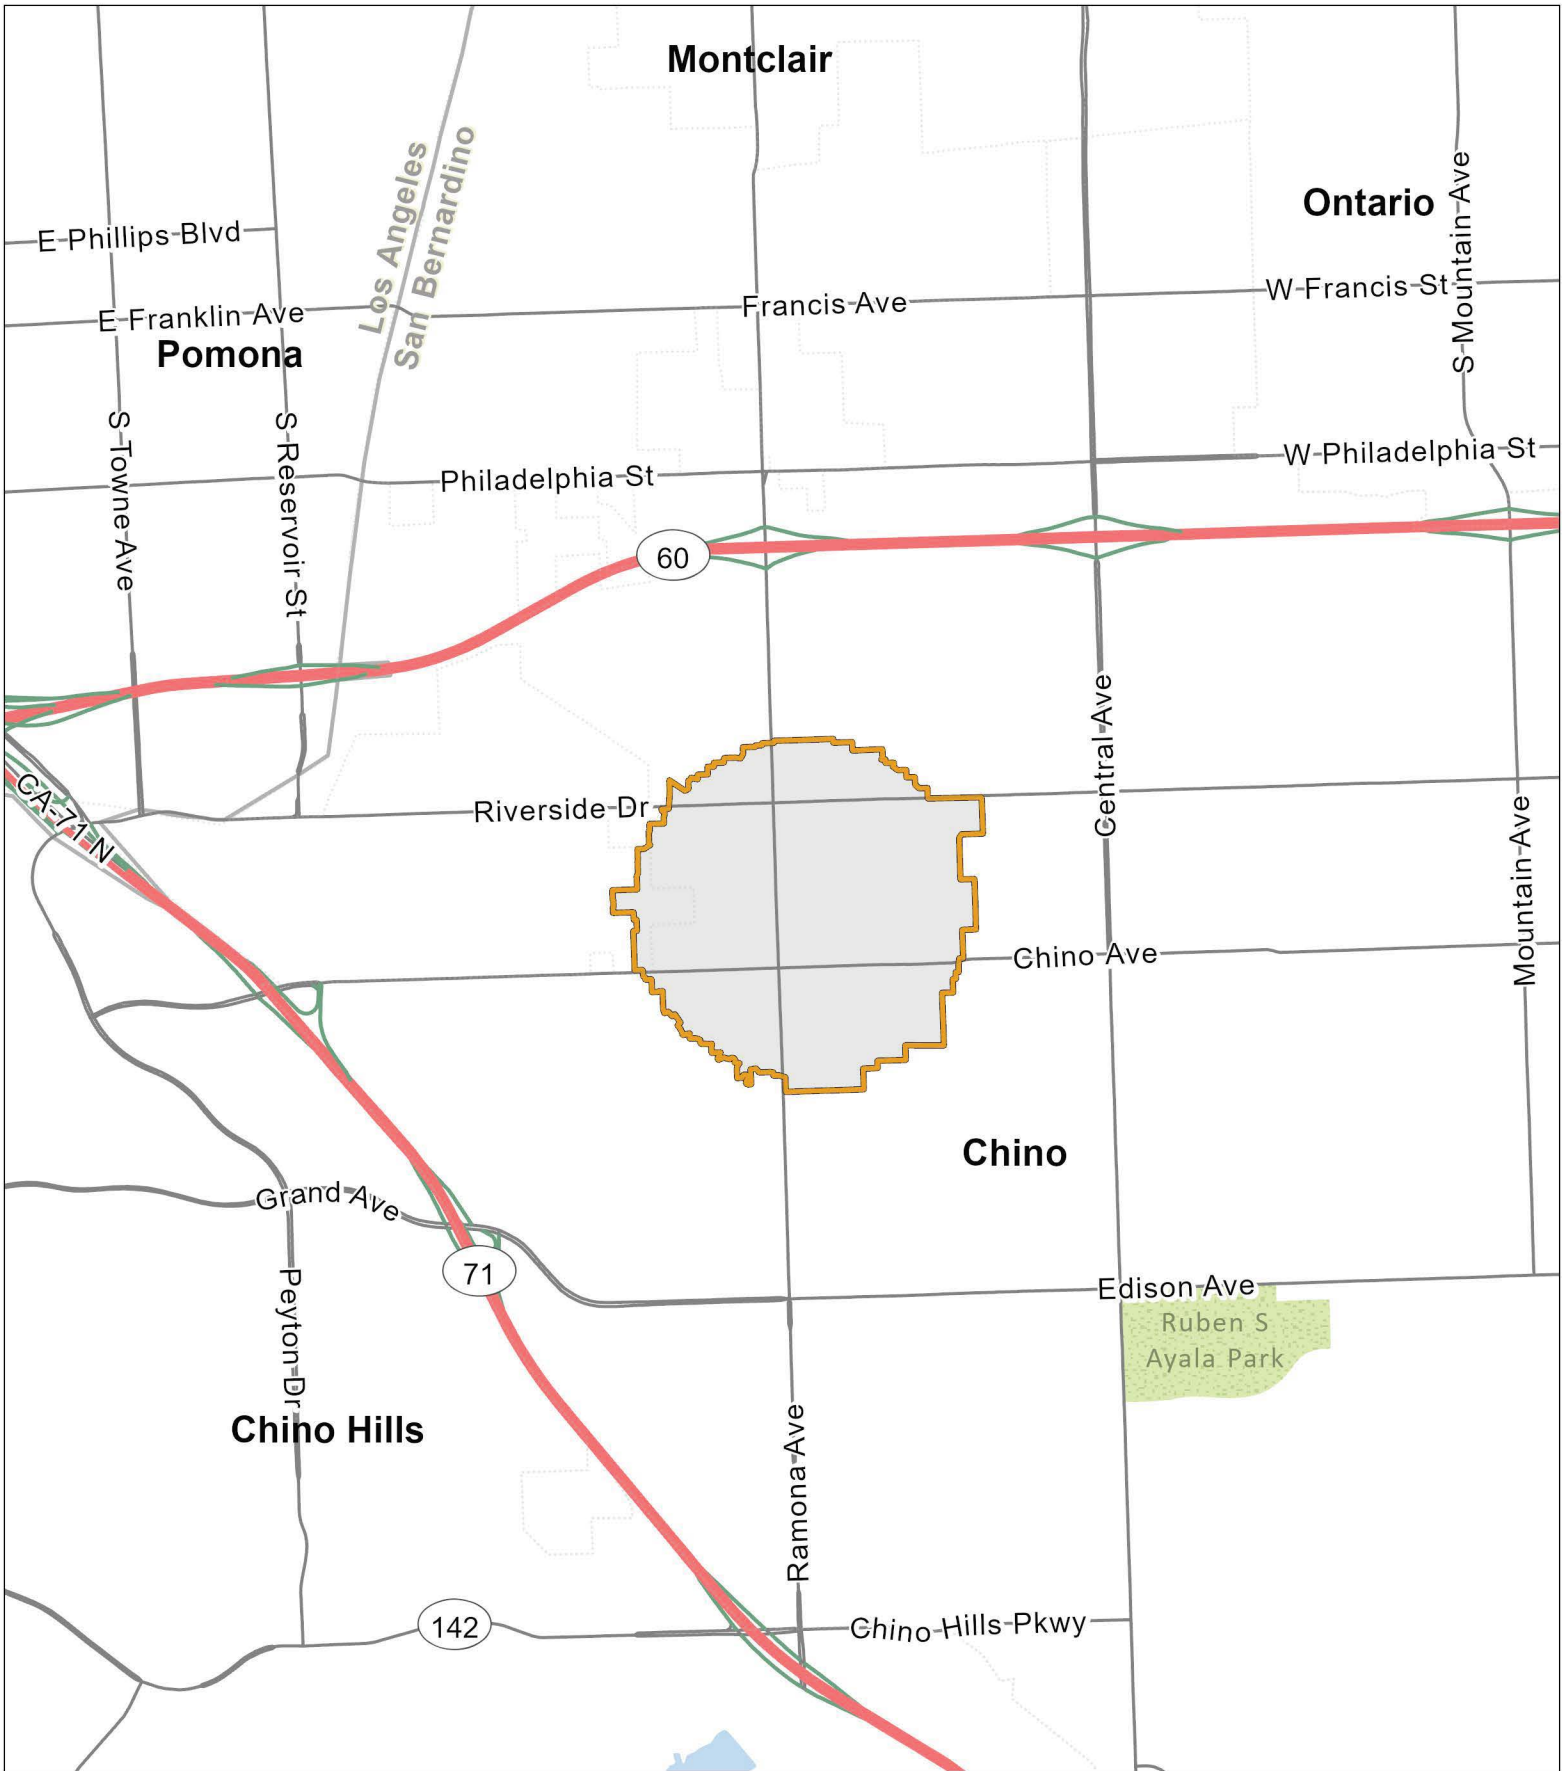 Montclair
Los Angeles
San Bernardino
S Mountain Ave
Ontario
E Phillips Blvd
W Francis St
Francis Ave
E Franklin Ave
Pomona
S Towne Ave
S Reservoir St
W Philadelphia St
Philadelphia St
60
Central Ave
CA-71 N
Riverside Dr
Mountain Ave
Chino Ave
Chino
Grand Ave
71
Peyton Dr
Edison Ave
Ruben S
Ayala Park
Chino Hills
Ramona Ave
142
Chino Hills Pkwy